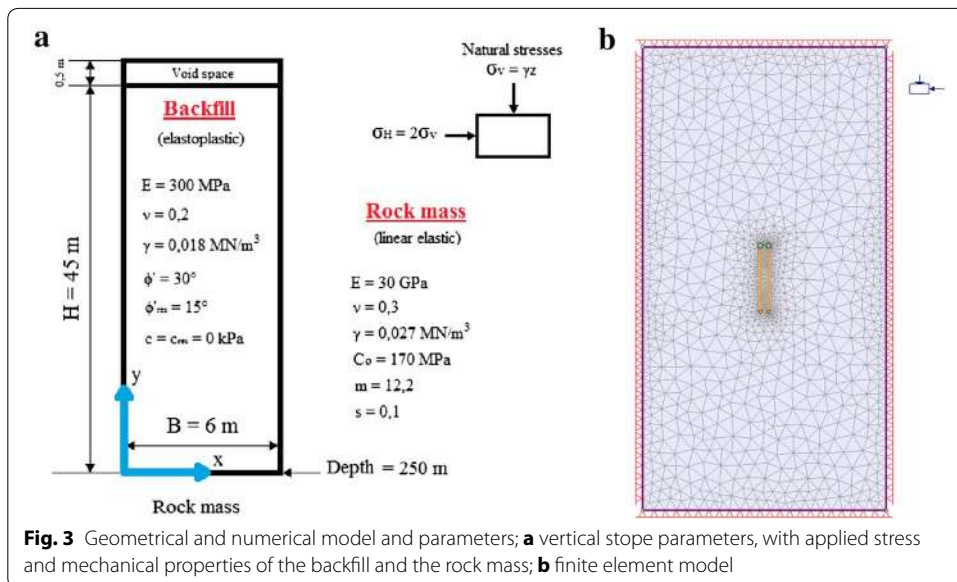 a
b
0,5 m
Void space
Natural stresses
σv = γz
Backfill
(elastoplastic)
σH = 2σv
E = 300 MPa
ν = 0,2
γ = 0,018 MN/m³
ϕ' = 30°
ϕ'rm = 15°
c = crm = 0 kPa
H = 45 m
Rock mass
(linear elastic)
E = 30 GPa
ν = 0,3
γ = 0,027 MN/m³
Co = 170 MPa
m = 12,2
s = 0,1
y
B = 6 m
x
Depth = 250 m
Rock mass
Fig. 3 Geometrical and numerical model and parameters; a vertical stope parameters, with applied stress
and mechanical properties of the backfill and the rock mass; b finite element model